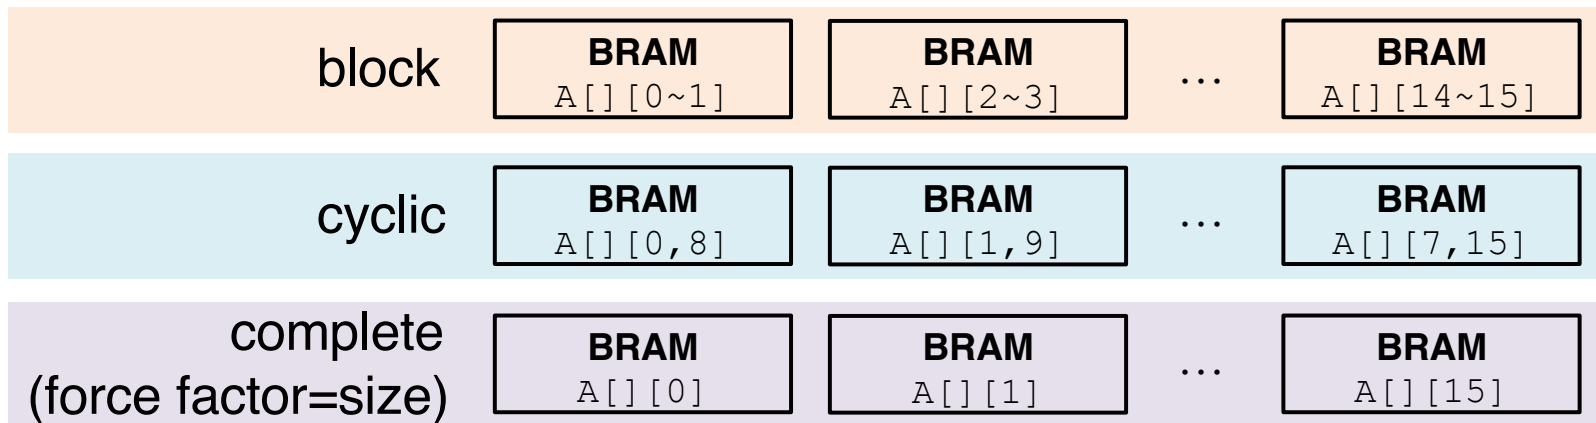 block
BRAM
A[][0~1]
BRAM
A[][2~3]
...
BRAM
A[][14~15]
cyclic
BRAM
A[][0,8]
BRAM
A[][1,9]
...
BRAM
A[][7,15]
complete
(force factor=size)
BRAM
A[][0]
BRAM
A[][1]
...
BRAM
A[][15]